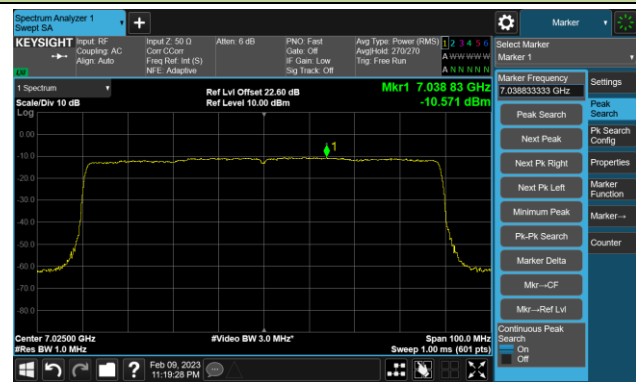 Spectrum Analyzer 1
Swept SA
Marker
KEYSIGHT
Input: RF
Coupling: AC
Align: Auto
Input Z: 50 Ω
Corr CCorr
Freq Ref: Int (S)
NFE: Adaptive
Atten: 6 dB
PNO: Fast
Gate: Off
IF Gain: Low
Sig Track: Off
Avg Type: Power (RMS)
Avg|Hold: 270/270
Trig: Free Run
1 2 3 4 5 6
A W W W W W
A N N N N N
Select Marker
Marker 1
LNI
1 Spectrum
Scale/Div 10 dB
Log
Ref Lvl Offset 22.60 dB
Ref Level 10.00 dBm
Mkr1 7.038 83 GHz
-10.571 dBm
0.00
-10.0
-20.0
-30.0
-40.0
-50.0
-60.0
-70.0
-80.0
1
Center 7.02500 GHz
#Res BW 1.0 MHz
#Video BW 3.0 MHz*
Span 100.0 MHz
Sweep 1.00 ms (601 pts)
Marker Frequency
7.038833333 GHz
Peak Search
Next Peak
Next Pk Right
Next Pk Left
Minimum Peak
Pk-Pk Search
Marker Delta
Mkr→CF
Mkr→Ref Lvl
Continuous Peak
Search
On
Off
Settings
Peak
Search
Pk Search
Config
Properties
Marker
Function
Marker→
Counter
?
Feb 09, 2023
11:19:28 PM